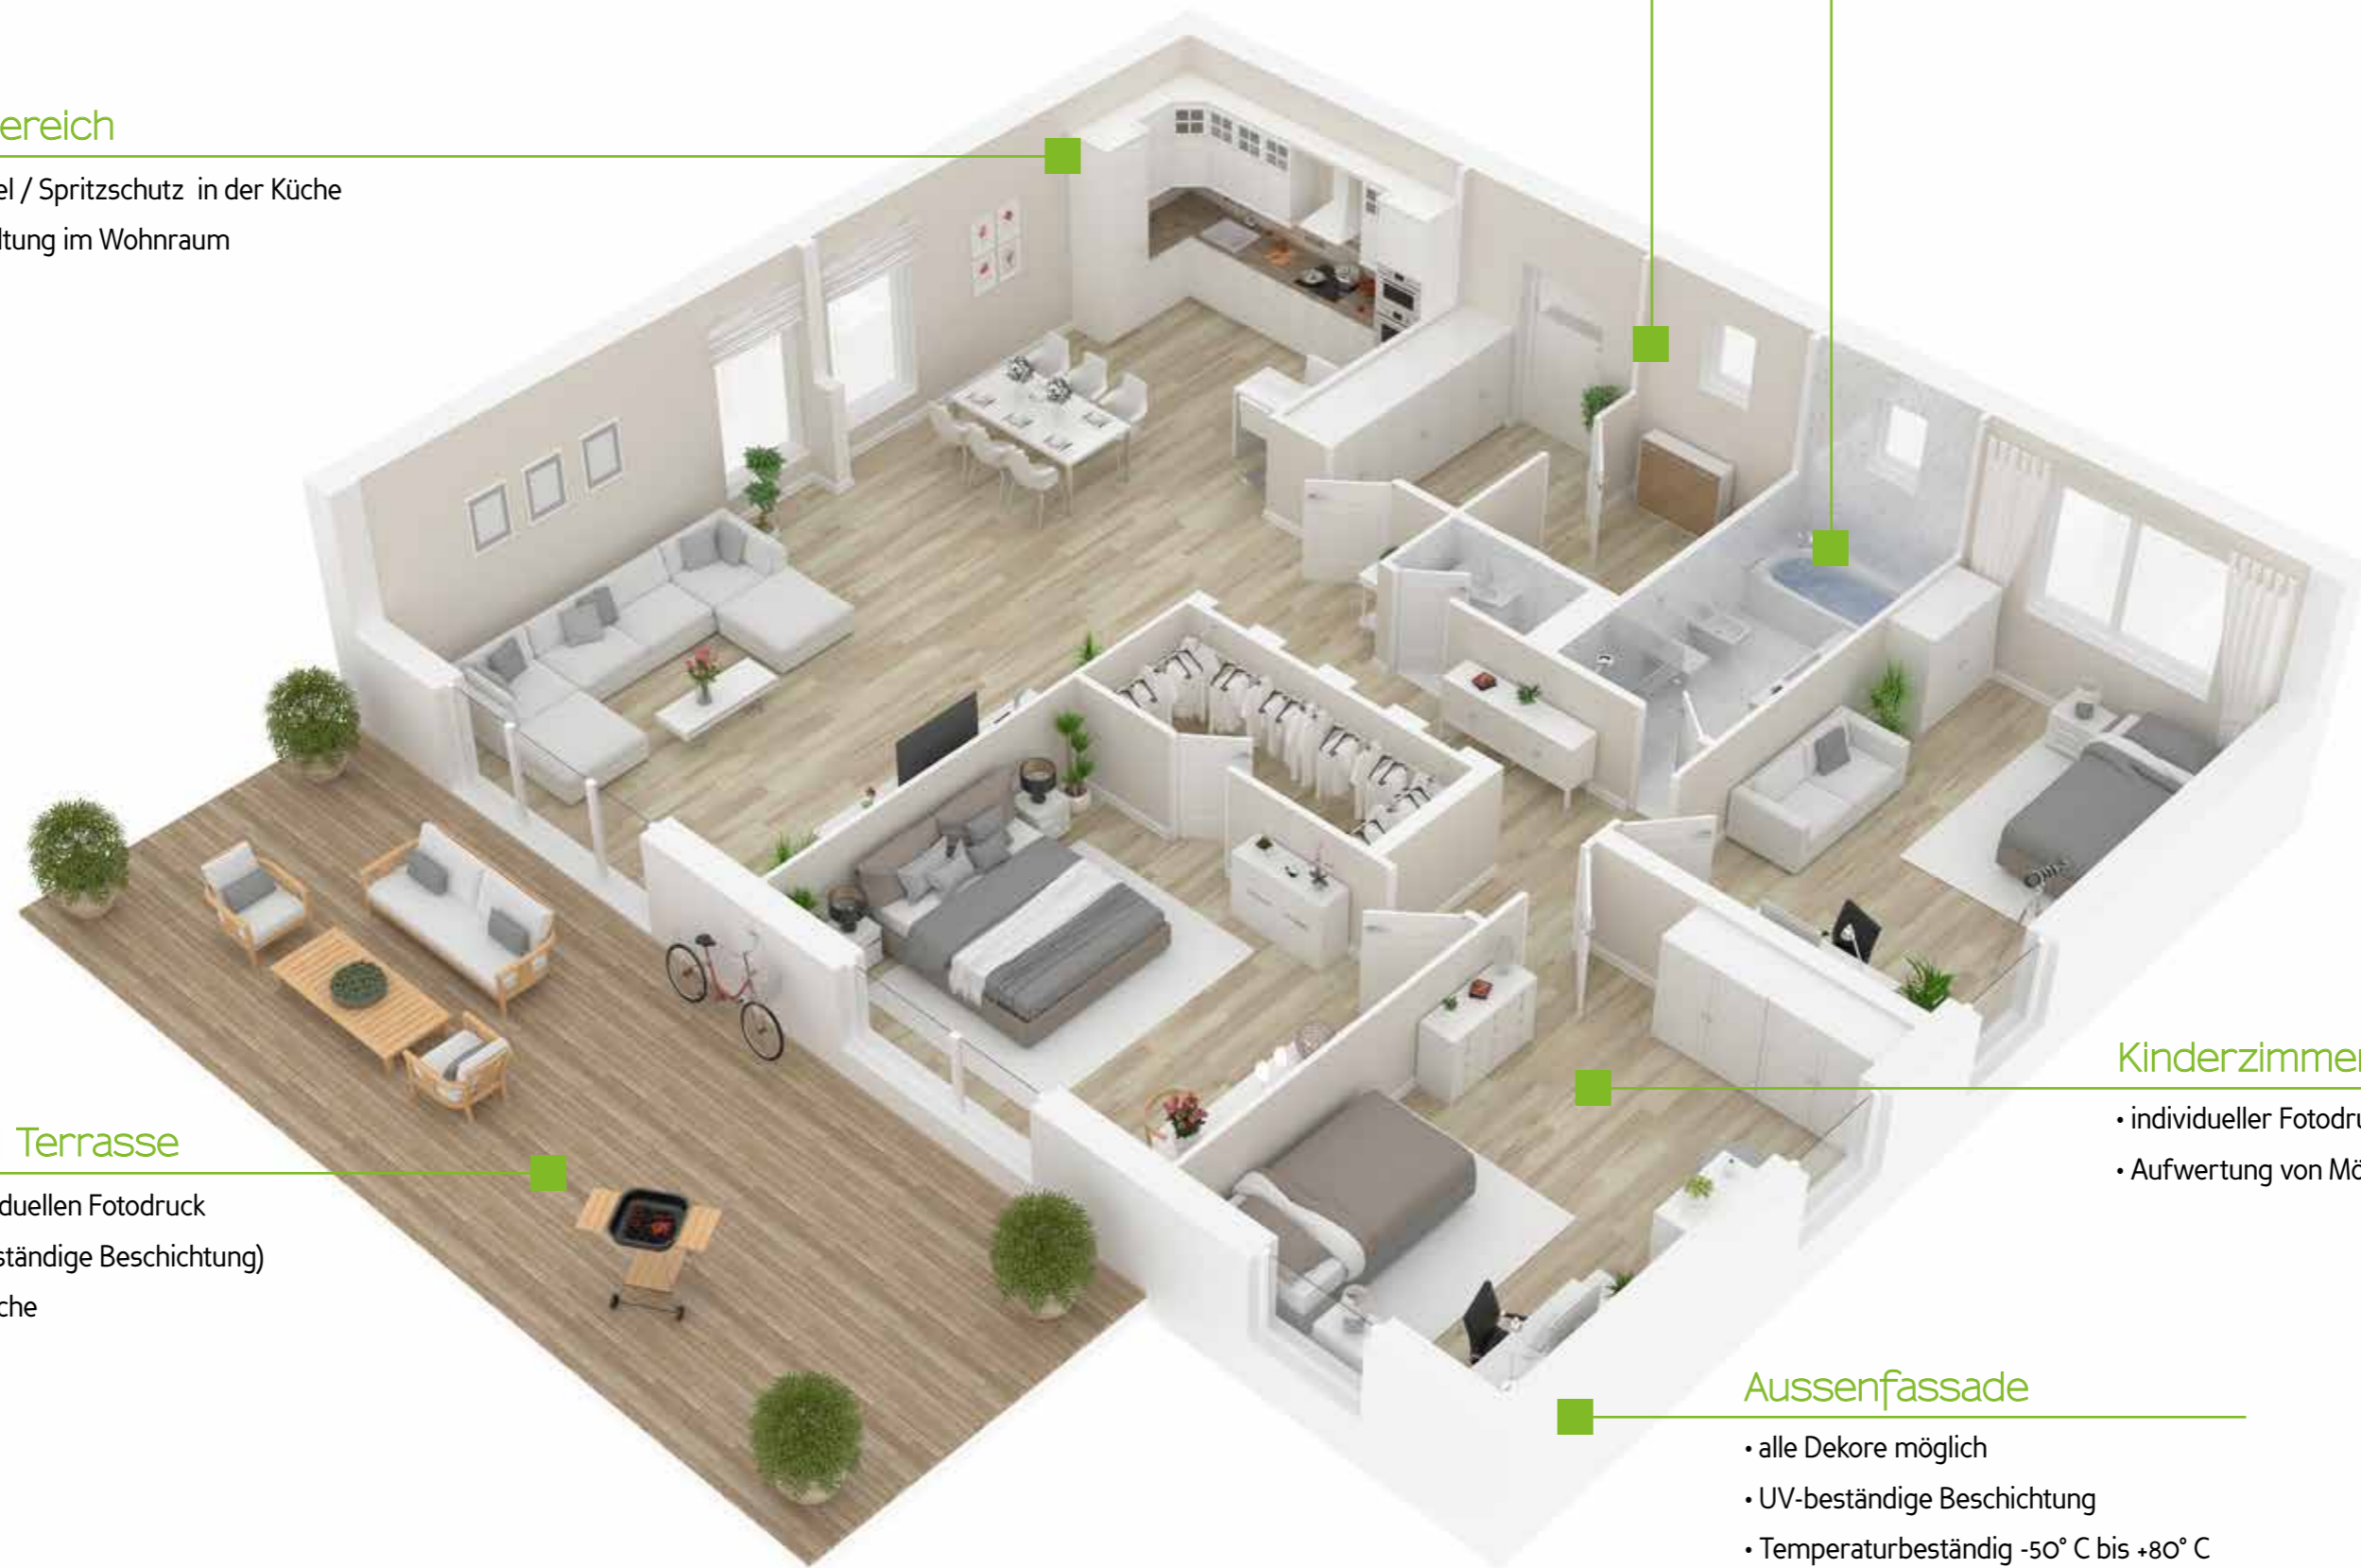 ereich
el / Spritzschutz in der Küche
ltung im Wohnraum
Terrasse
duellen Fotodruck
ständige Beschichtung)
che
Kinderzimmer
• individueller Fotodru
• Aufwertung von Mö
Aussenfassade
• alle Dekore möglich
• UV-beständige Beschichtung
• Temperaturbeständig -50° C bis +80° C